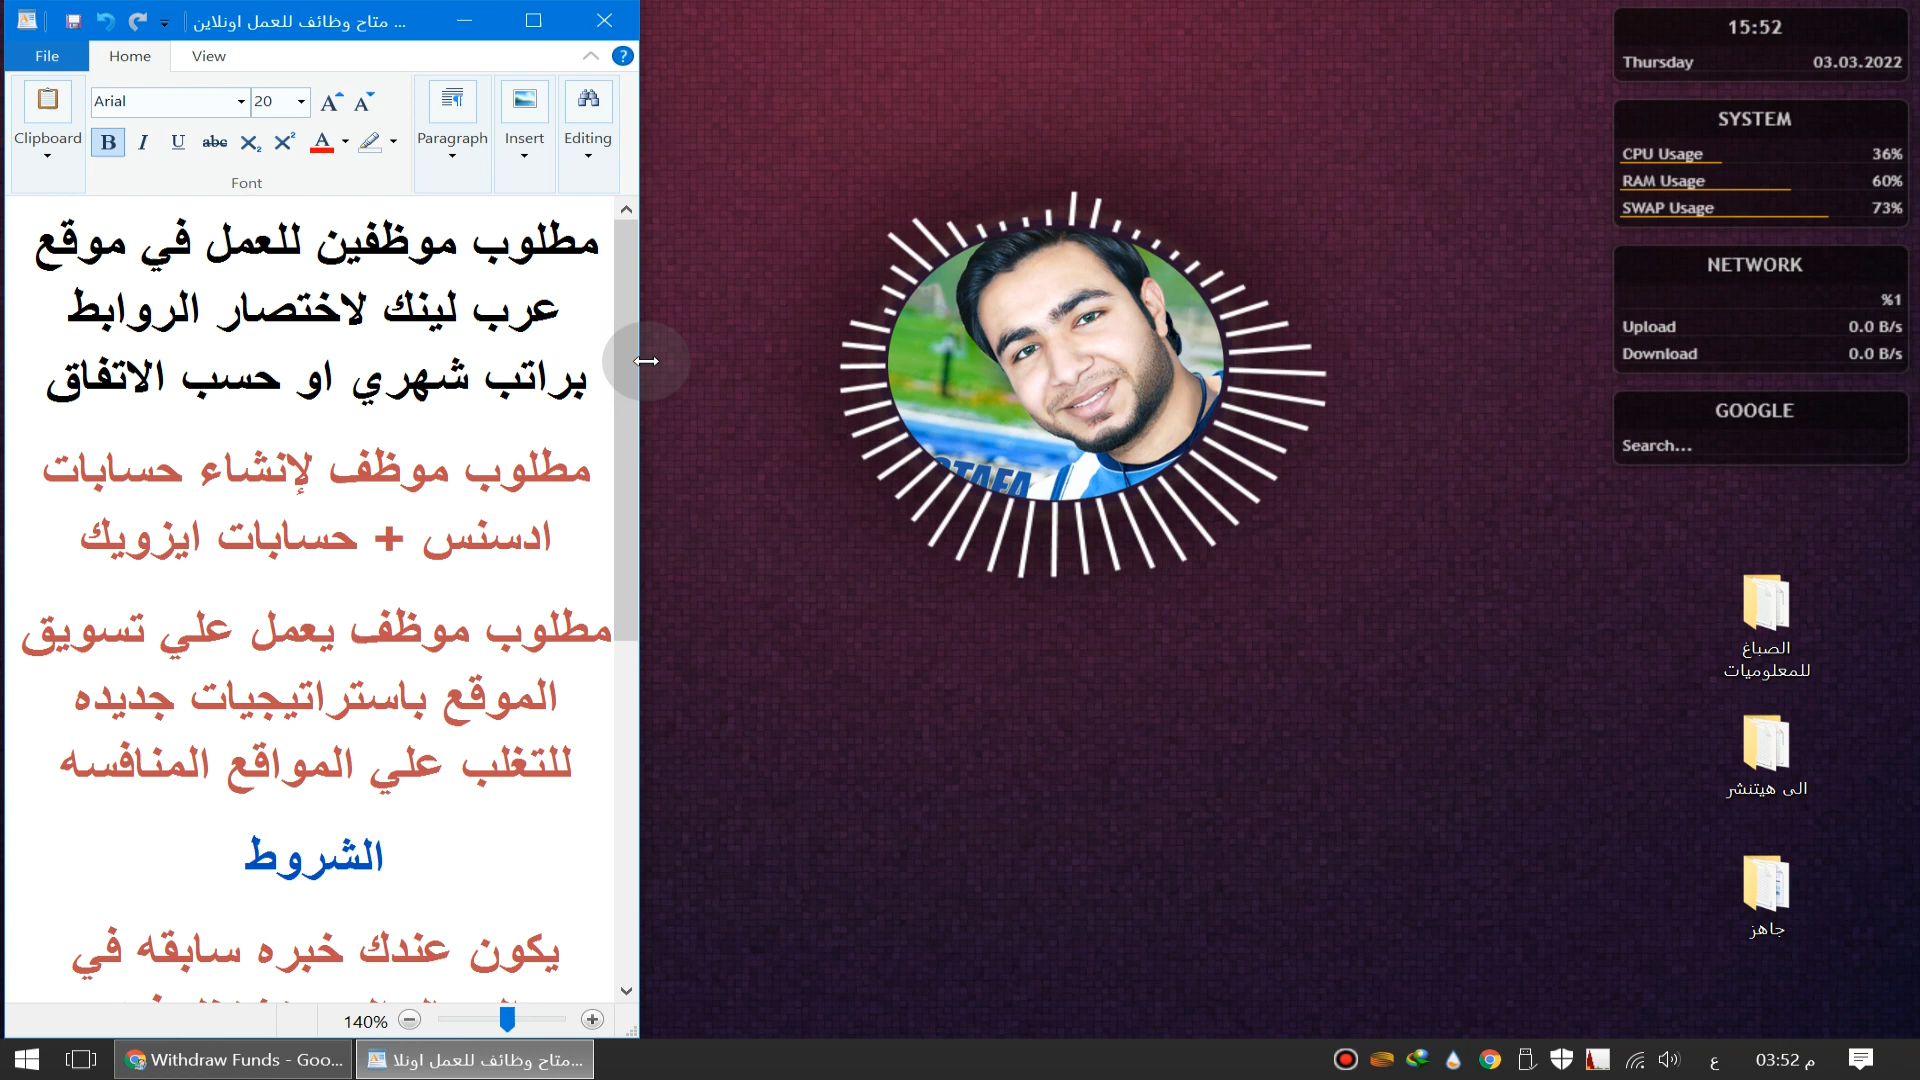 متاح وظائف للعمل اونلاين ...
File
Home
View
Clipboard
Arial
20
Font
Paragraph
Insert
Editing
مطلوب موظفين للعمل في موقع
عرب لينك لاختصار الروابط
براتب شهري او حسب الاتفاق
مطلوب موظف لإنشاء حسابات
ادسنس + حسابات ايزويك
مطلوب موظف يعمل علي تسويق
الموقع باستراتيجيات جديده
للتغلب علي المواقع المنافسه
الشروط
يكون عندك خبره سابقه في
140%
15:52
Thursday 03.03.2022
SYSTEM
CPU Usage 36%
RAM Usage 60%
SWAP Usage 73%
NETWORK
%1
Upload 0.0 B/s
Download 0.0 B/s
GOOGLE
Search...
الصباغ
للمعلوميات
الى هيتنشر
جاهز
Withdraw Funds - Goo...
متاح وظائف للعمل اونلا...
ع
03:52 م